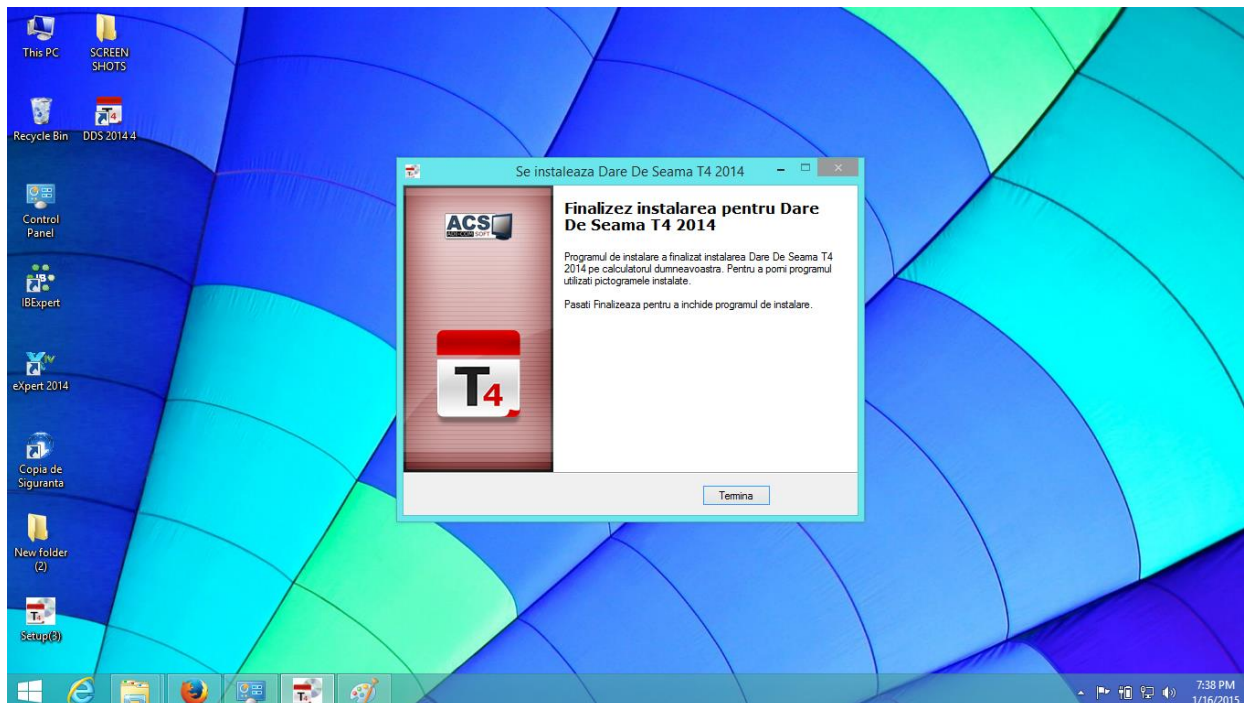 This PC
SCREEN
SHOTS
Recycle Bin
DDS 2014 4
Control
Panel
IBExpert
eXpert 2014
Copia de
Siguranta
New folder
(2)
Setup(3)
Se instaleaza Dare De Seama T4 2014
ACS
ADI-COM SOFT
T4
Finalizez instalarea pentru Dare
De Seama T4 2014
Programul de instalare a finalizat instalarea Dare De Seama T4
2014 pe calculatorul dumneavoastra. Pentru a porni programul
utilizati pictogramele instalate.
Pasati Finalizeaza pentru a inchide programul de instalare.
Termina
7:38 PM
1/16/2015